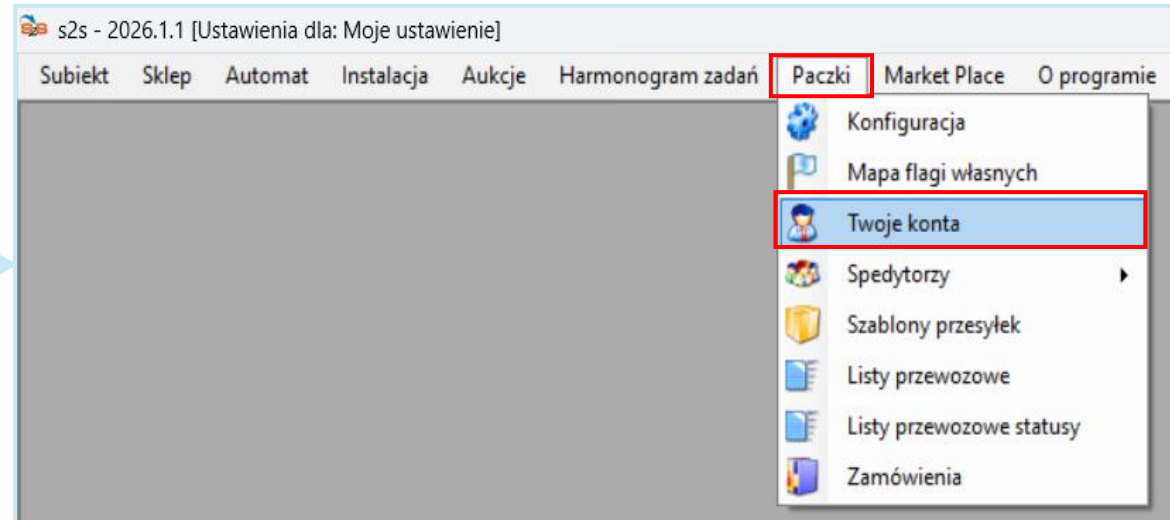 s2s - 2026.1.1 [Ustawienia dla: Moje ustawienie]
Subiekt Sklep Automat Instalacja Aukcje Harmonogram zadań Paczki Market Place O programie
Konfiguracja
Mapa flagi własnych
Twoje konta
Spedytorzy
Szablony przesyłek
Listy przewozowe
Listy przewozowe statusy
Zamówienia